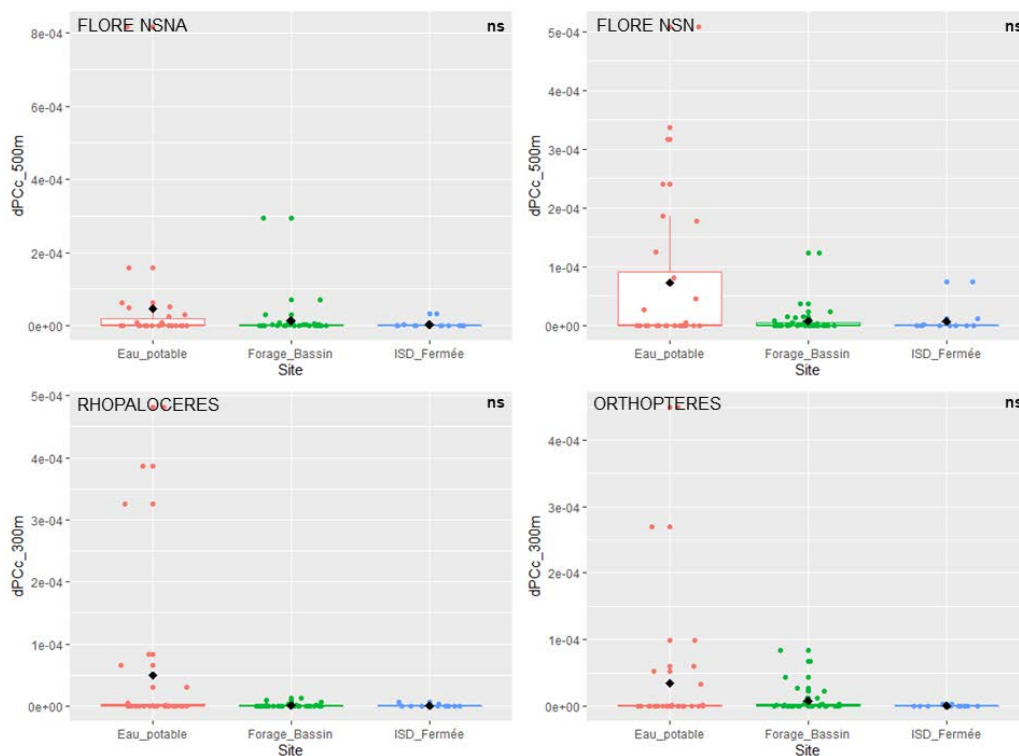 FLORE NSNA
ns
8e-04
6e-04
4e-04
2e-04
0e+00
dPCc_500m
Eau_potable Forage_Bassin ISD_Fermée
Site
FLORE NSN
ns
5e-04
4e-04
3e-04
2e-04
1e-04
0e+00
dPCc_500m
Eau_potable Forage_Bassin ISD_Fermée
Site
RHOPALOCERES
ns
5e-04
4e-04
3e-04
2e-04
1e-04
0e+00
dPCc_300m
Eau_potable Forage_Bassin ISD_Fermée
Site
ORTHOPTERES
ns
4e-04
3e-04
2e-04
1e-04
0e+00
dPCc_300m
Eau_potable Forage_Bassin ISD_Fermée
Site